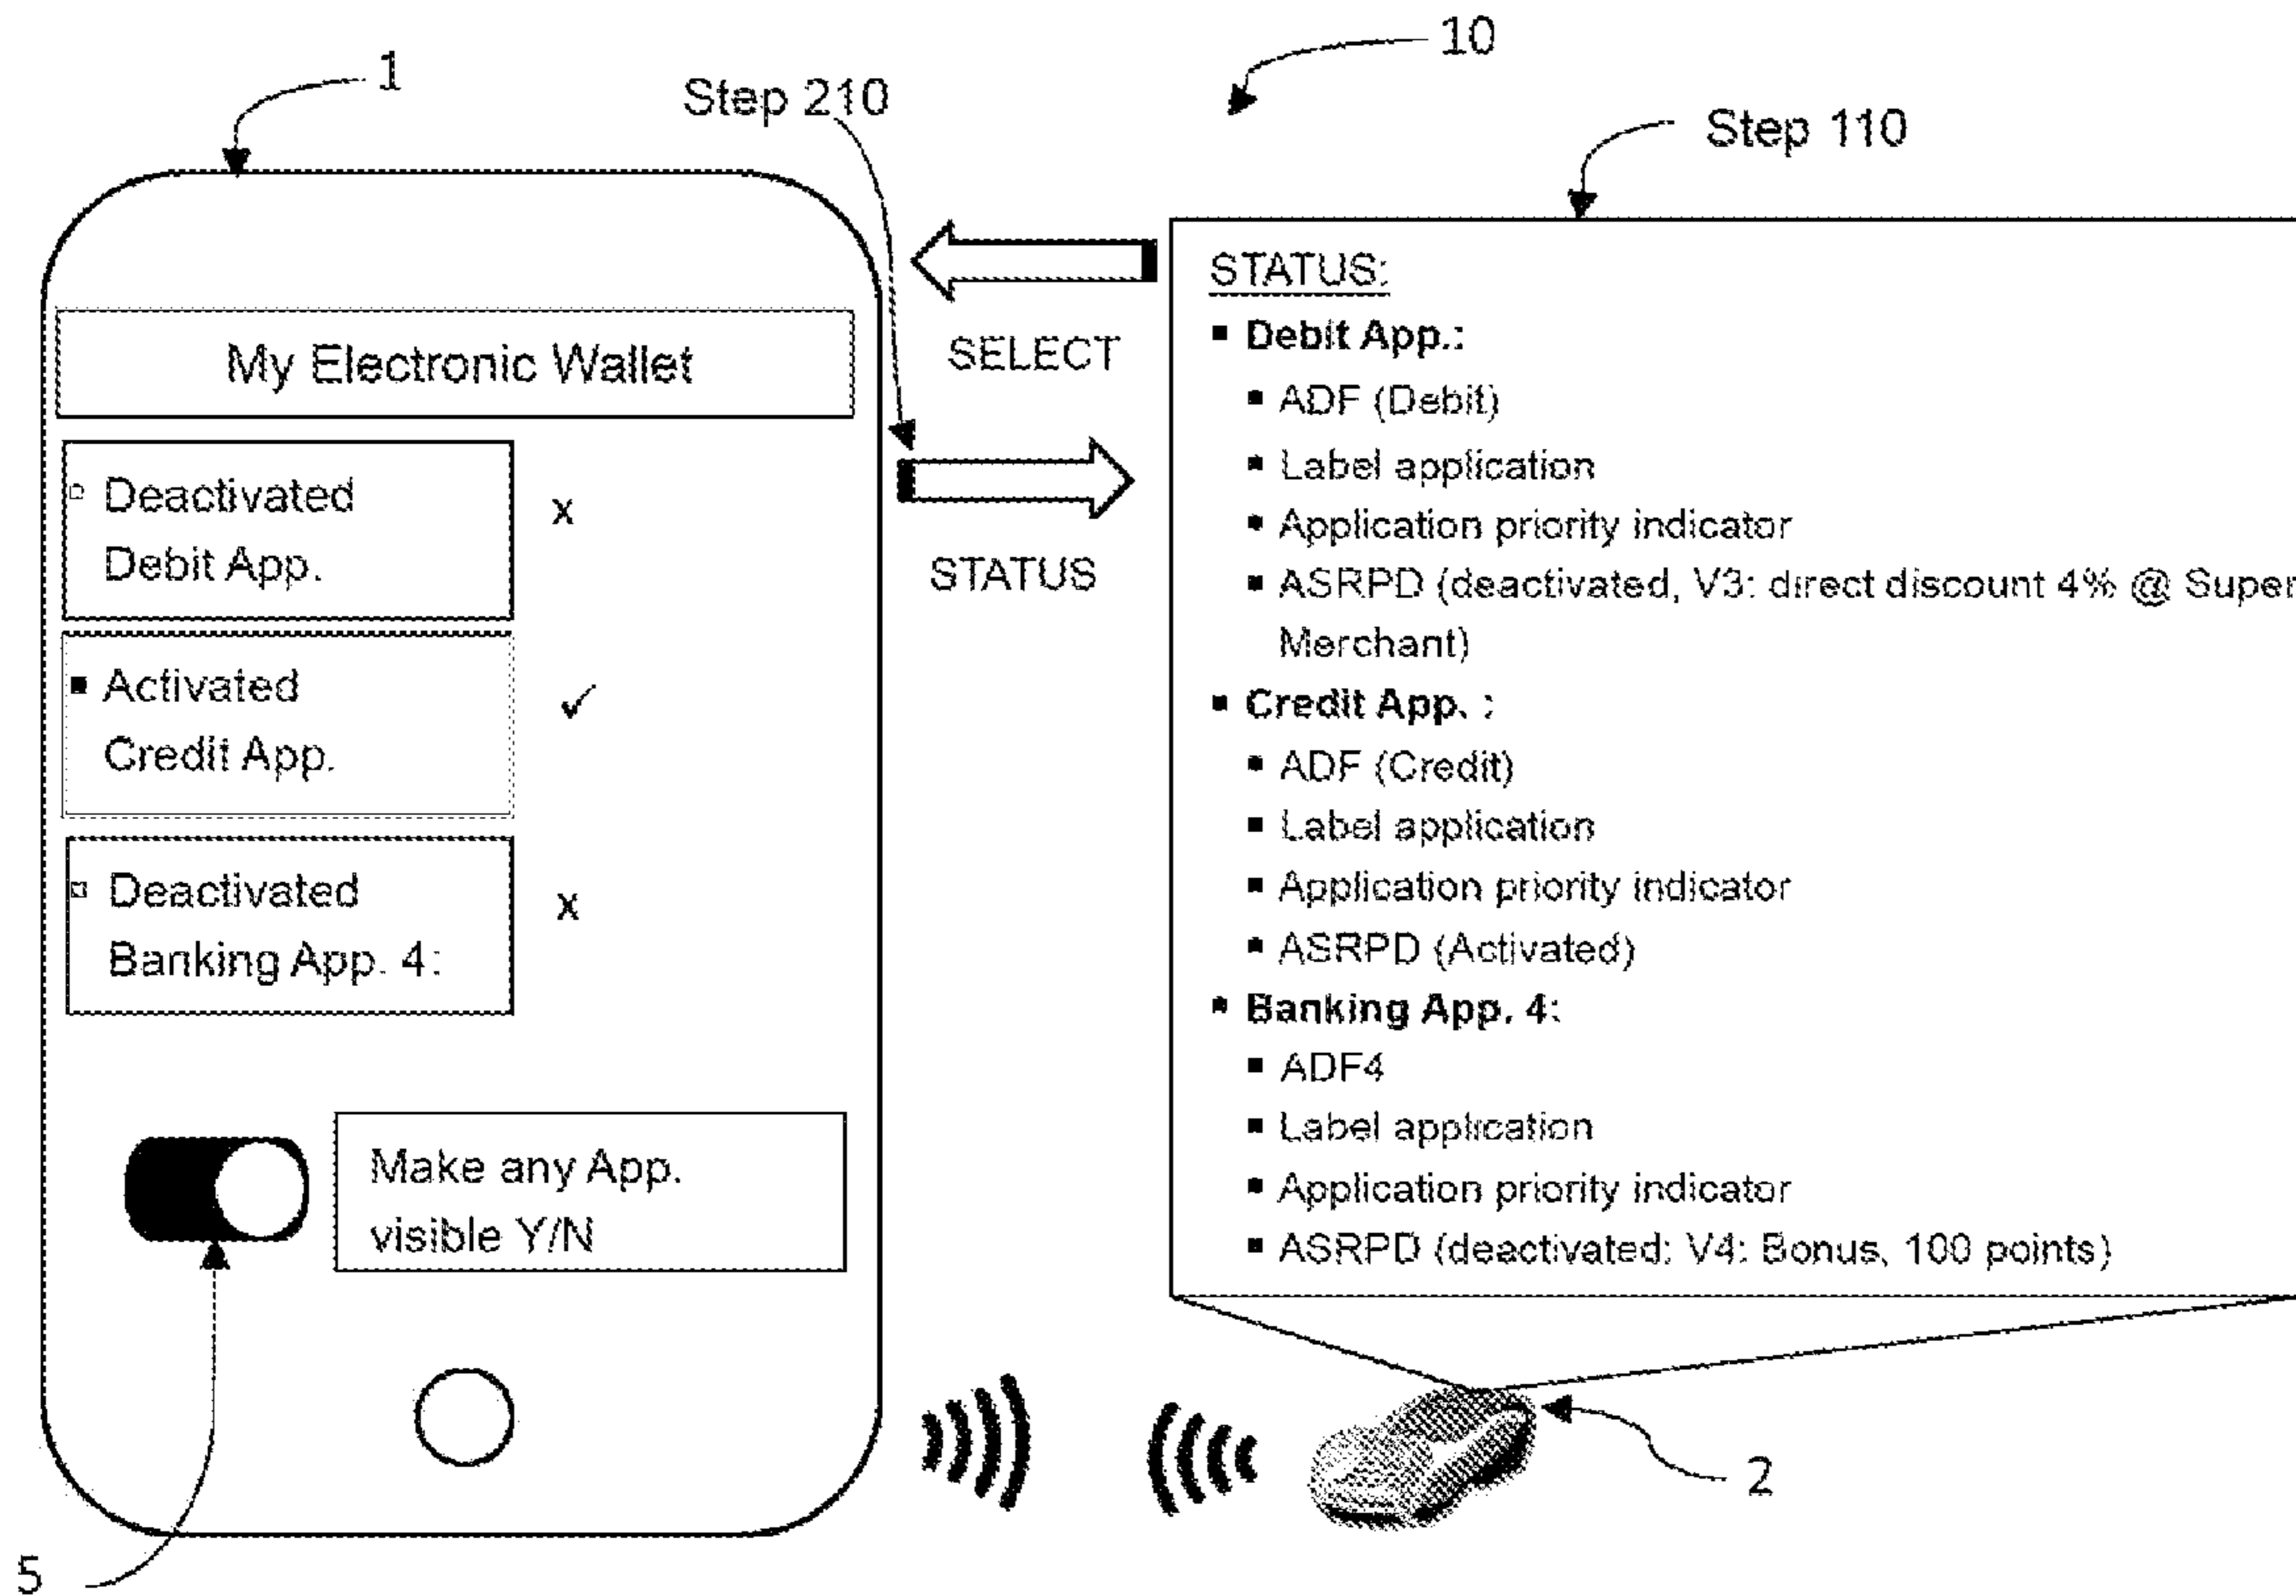 1
Step 210
10
Step 110
My Electronic Wallet
Deactivated
Debit App.
x
Activated
Credit App.
✓
Deactivated
Banking App. 4:
x
Make any App.
visible Y/N
5
SELECT
STATUS
STATUS:
▪ Debit App.:
▪ ADF (Debit)
▪ Label application
▪ Application priority indicator
▪ ASRPD (deactivated, V3: direct discount 4% @ Super
Merchant)
▪ Credit App. :
▪ ADF (Credit)
▪ Label application
▪ Application priority indicator
▪ ASRPD (Activated)
▪ Banking App. 4:
▪ ADF4
▪ Label application
▪ Application priority indicator
▪ ASRPD (deactivated: V4: Bonus, 100 points)
2